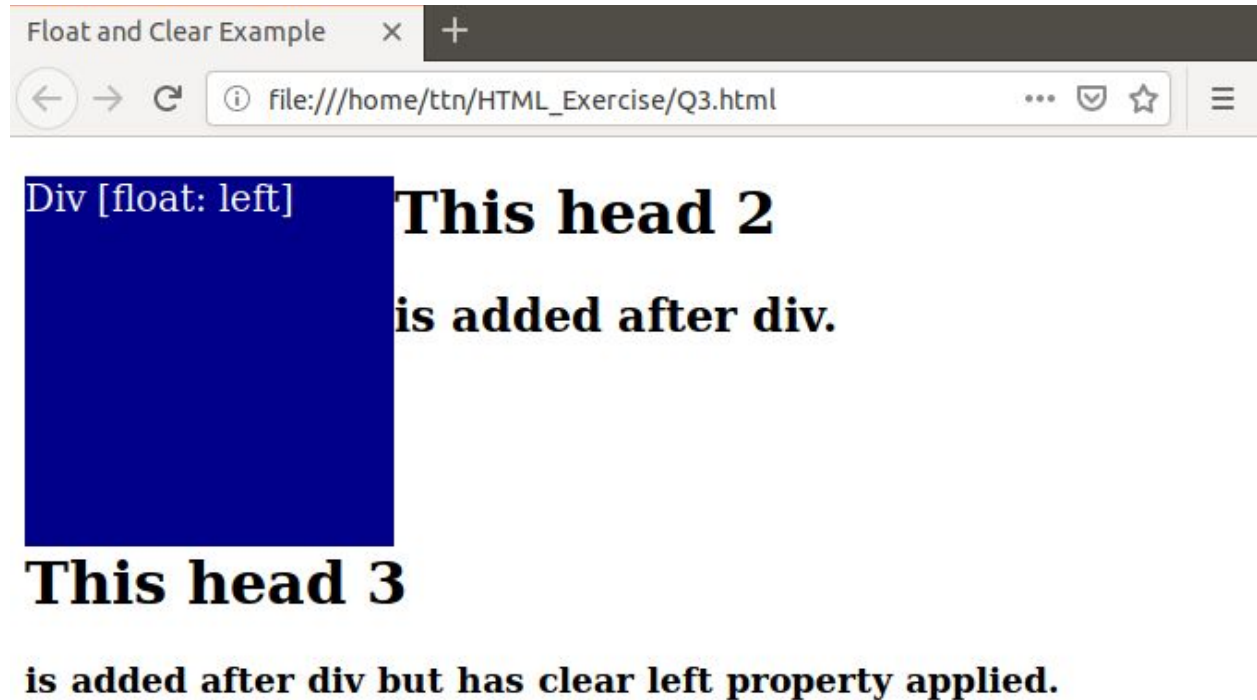 Float and Clear Example
file:///home/ttn/HTML_Exercise/Q3.html
Div [float: left]
This head 2
is added after div.
This head 3
is added after div but has clear left property applied.